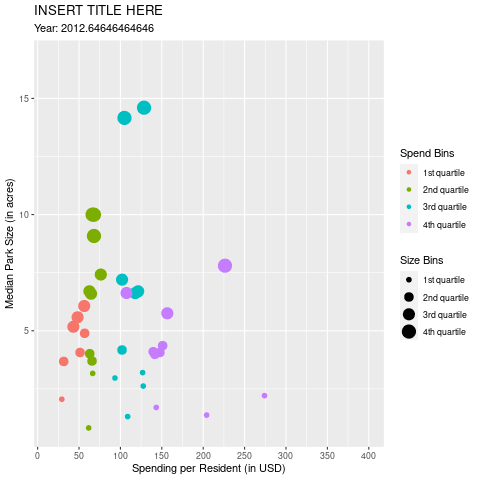 INSERT TITLE HERE
Year: 2012.64646464646
Median Park Size (in acres)
15
10
5
0 50 100 150 200 250 300 350 400
Spending per Resident (in USD)
Spend Bins
1st quartile
2nd quartile
3rd quartile
4th quartile
Size Bins
1st quartile
2nd quartile
3rd quartile
4th quartile